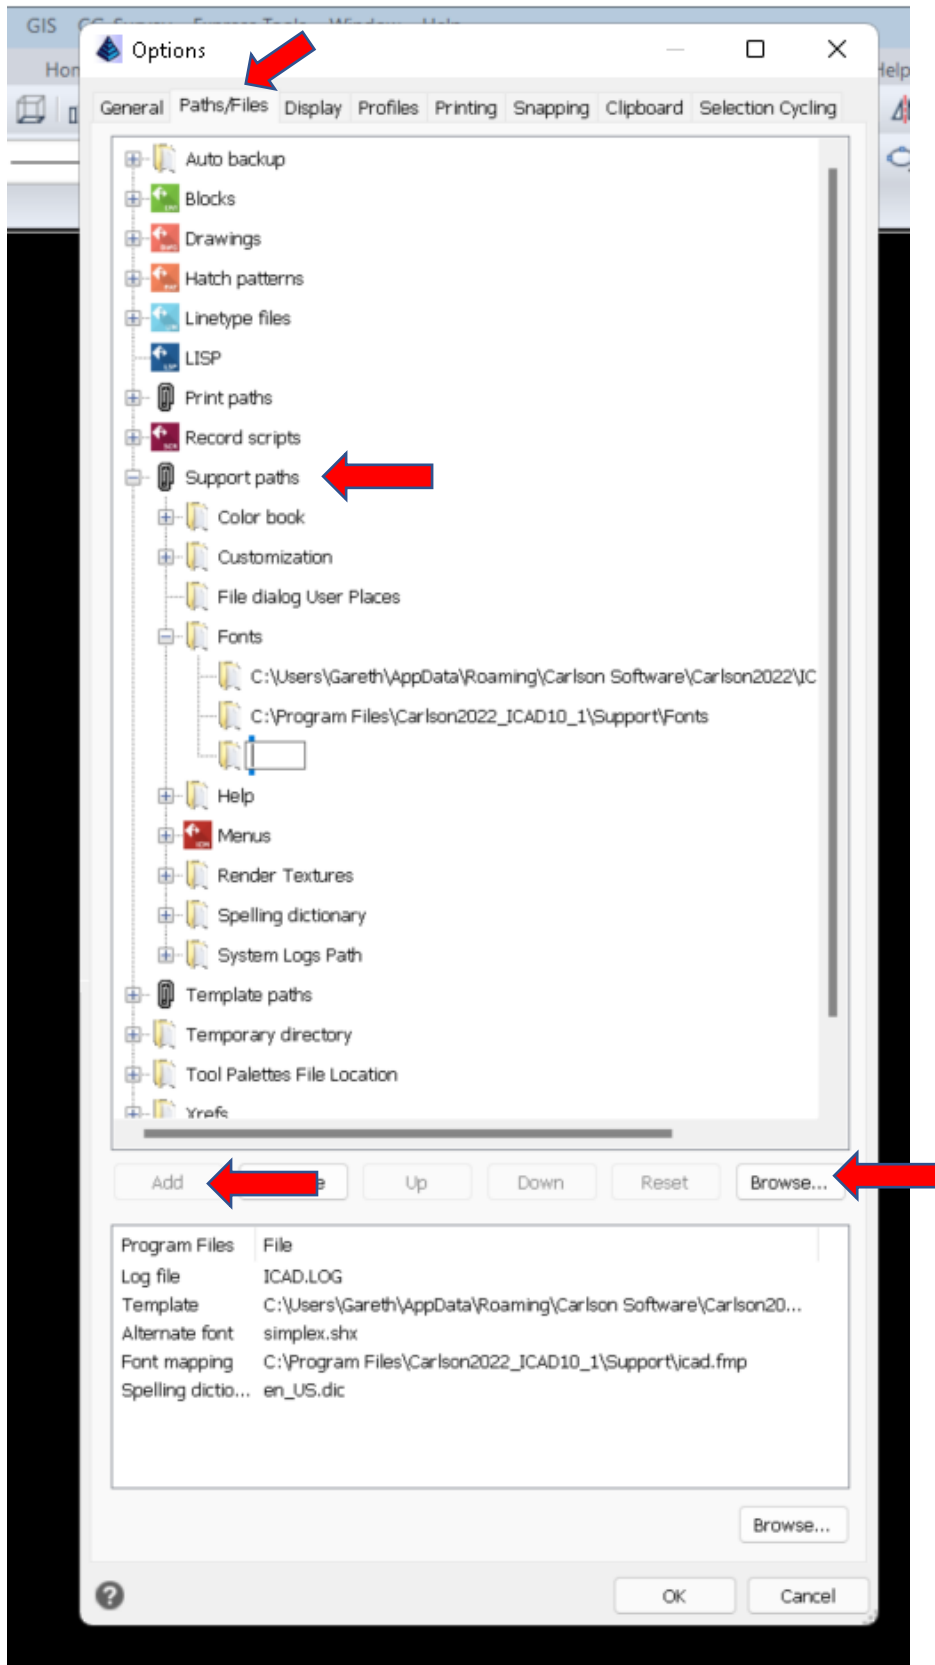 GIS
Options
Hon
Help
General Paths/Files Display Profiles Printing Snapping Clipboard Selection Cycling
Auto backup
Blocks
Drawings
Hatch patterns
Linetype files
LISP
Print paths
Record scripts
Support paths
Color book
Customization
File dialog User Places
Fonts
C:\Users\Gareth\AppData\Roaming\Carlson Software\Carlson2022\IC
C:\Program Files\Carlson2022_ICAD10_1\Support\Fonts
Help
Menus
Render Textures
Spelling dictionary
System Logs Path
Template paths
Temporary directory
Tool Palettes File Location
Xrefs
Add e Up Down Reset Browse...
Program Files File
Log file ICAD.LOG
Template C:\Users\Gareth\AppData\Roaming\Carlson Software\Carlson20...
Alternate font simplex.shx
Font mapping C:\Program Files\Carlson2022_ICAD10_1\Support\icad.fmp
Spelling dictio... en_US.dic
Browse...
OK Cancel